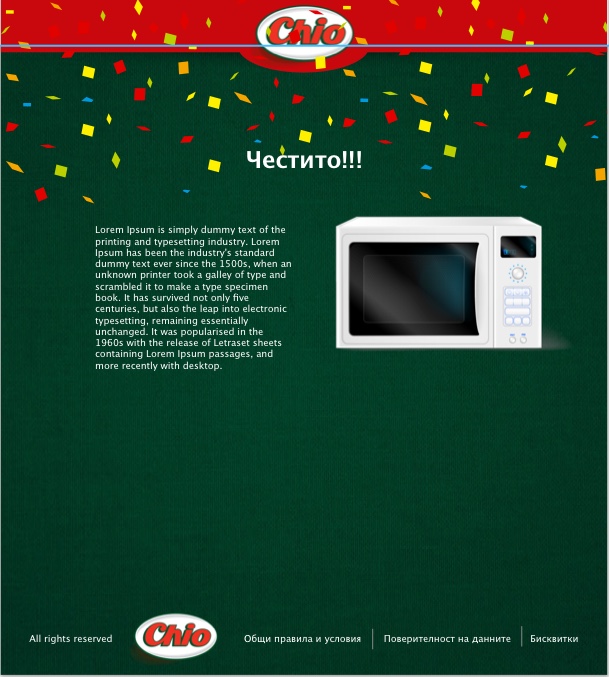 Chio
Честито!!!
Lorem Ipsum is simply dummy text of the
printing and typesetting industry. Lorem
Ipsum has been the industry's standard
dummy text ever since the 1500s, when an
unknown printer took a galley of type and
scrambled it to make a type specimen
book. It has survived not only five
centuries, but also the leap into electronic
typesetting, remaining essentially
unchanged. It was popularised in the
1960s with the release of Letraset sheets
containing Lorem Ipsum passages, and
more recently with desktop.
All rights reserved
Chio
Общи правила и условия
Поверителност на данните
Бисквитки